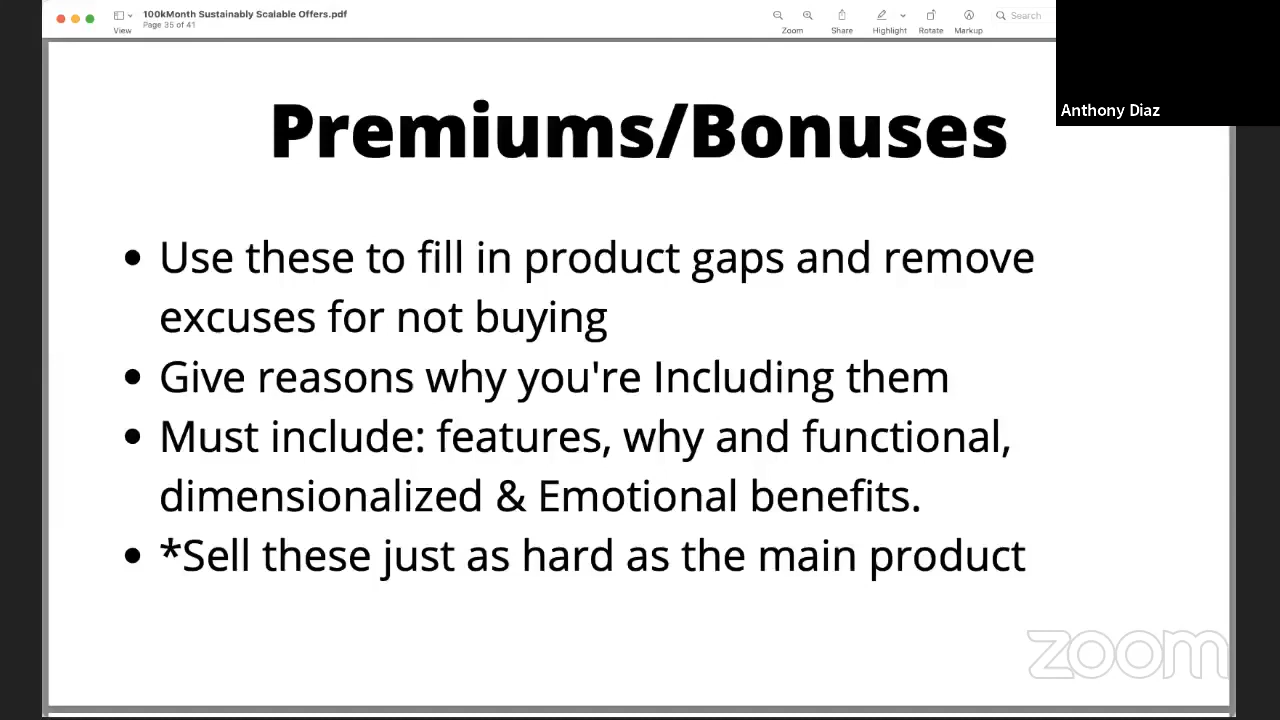 100kMonth Sustainably Scalable Offers.pdf
Page 35 of 41
View
Zoom
Share
Highlight
Rotate
Markup
Search
Anthony Diaz
Premiums/Bonuses
• Use these to fill in product gaps and remove
excuses for not buying
• Give reasons why you're Including them
• Must include: features, why and functional,
dimensionalized & Emotional benefits.
• *Sell these just as hard as the main product
zoom